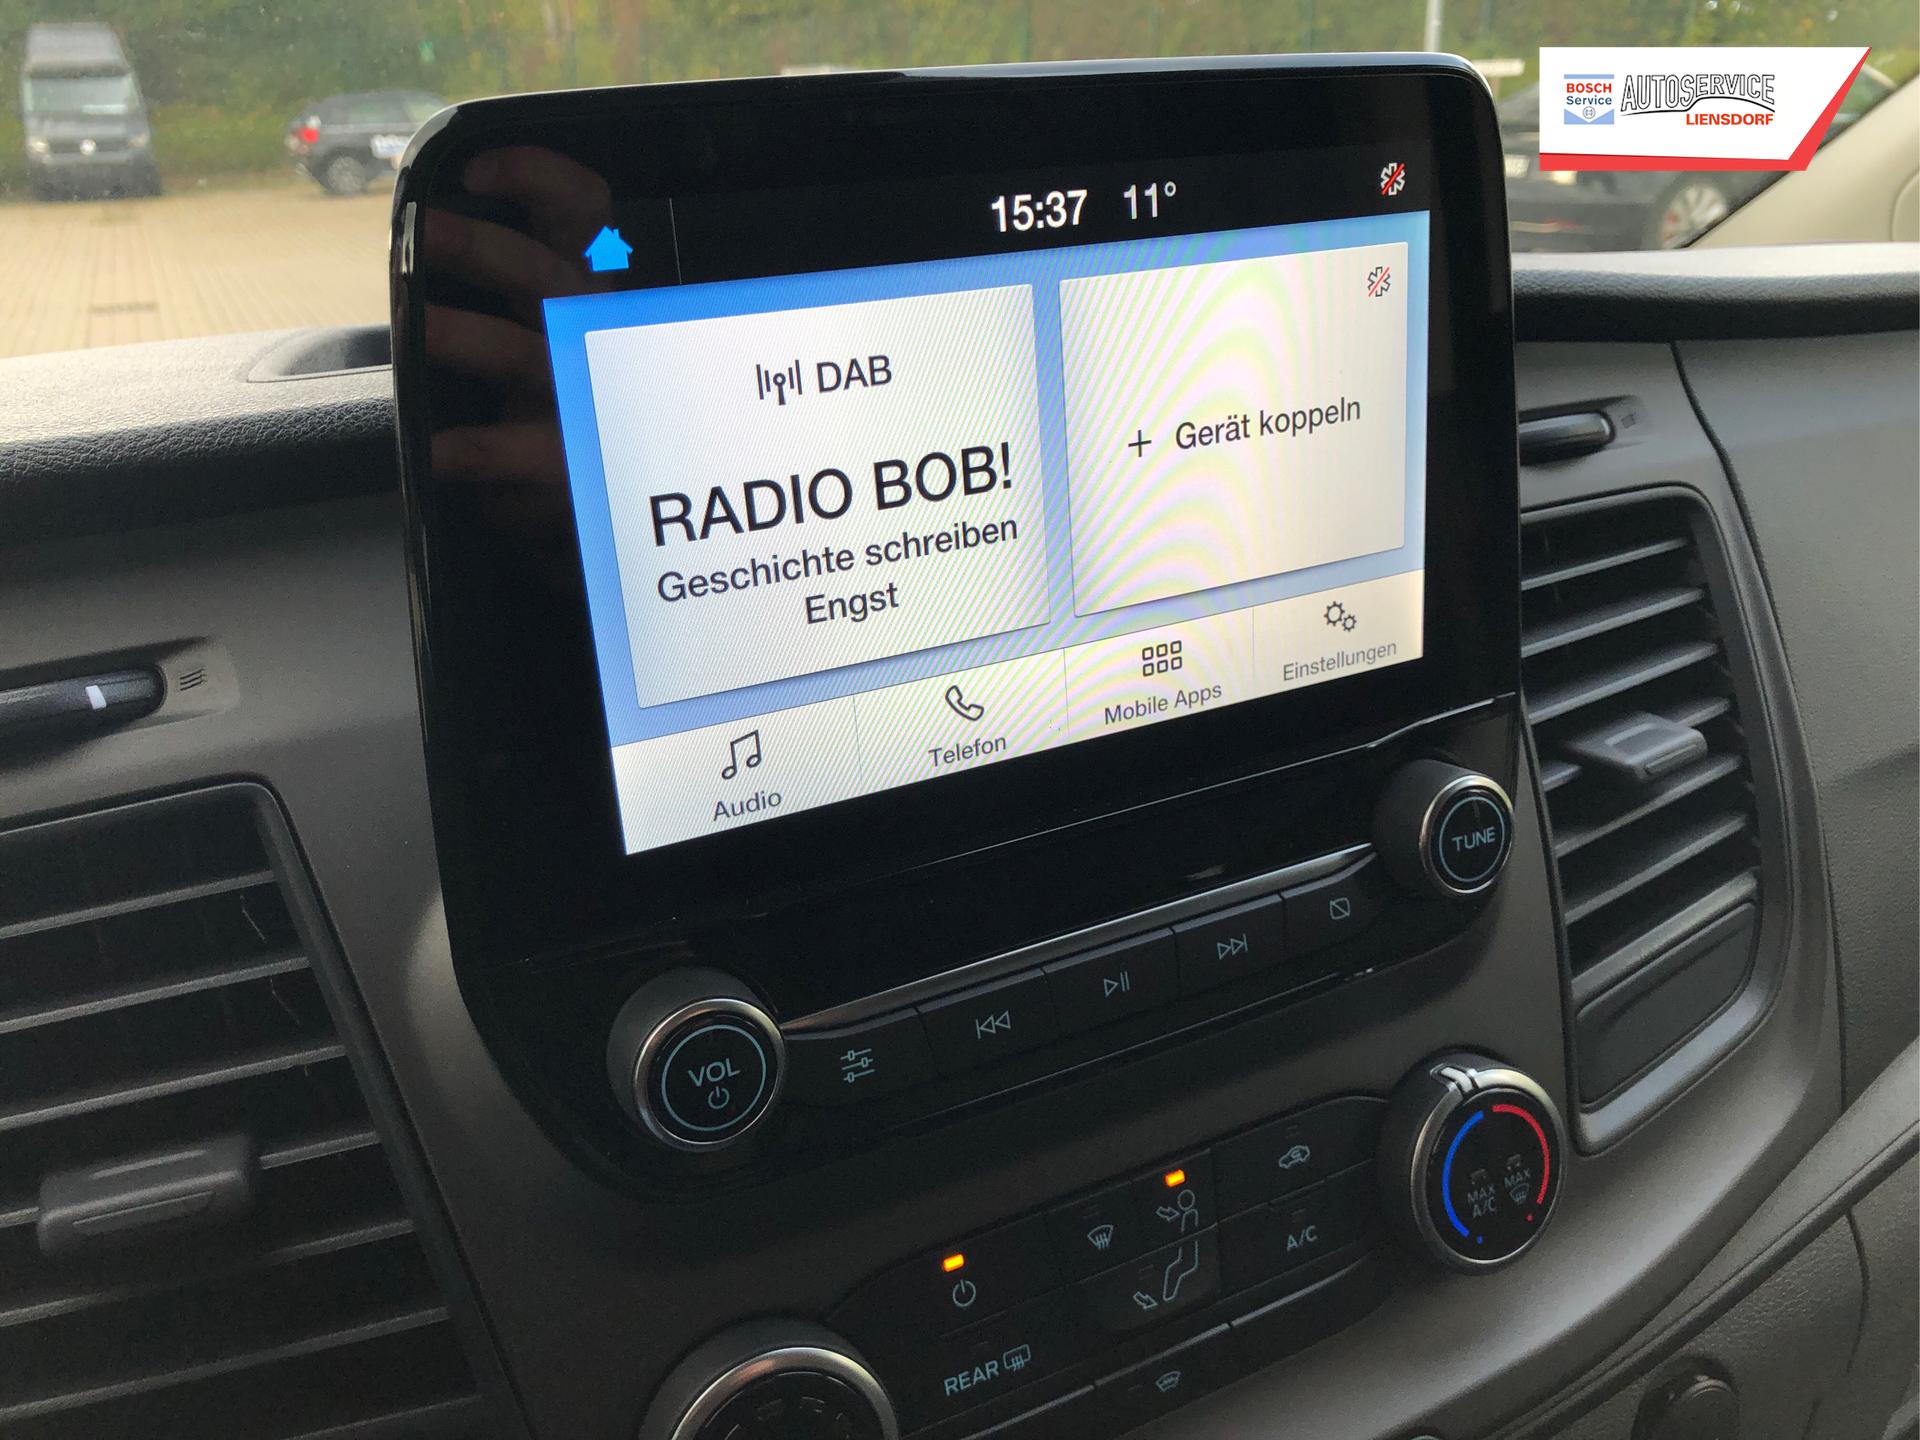 BOSCH
Service
AUTOSERVICE
LIENSDORF
15:37 11°
DAB
RADIO BOB!
Geschichte schreiben
Engst
+ Gerät koppeln
Audio
Telefon
Mobile Apps
Einstellungen
TUNE
VOL
MAX
A/C
MAX
A/C
REAR